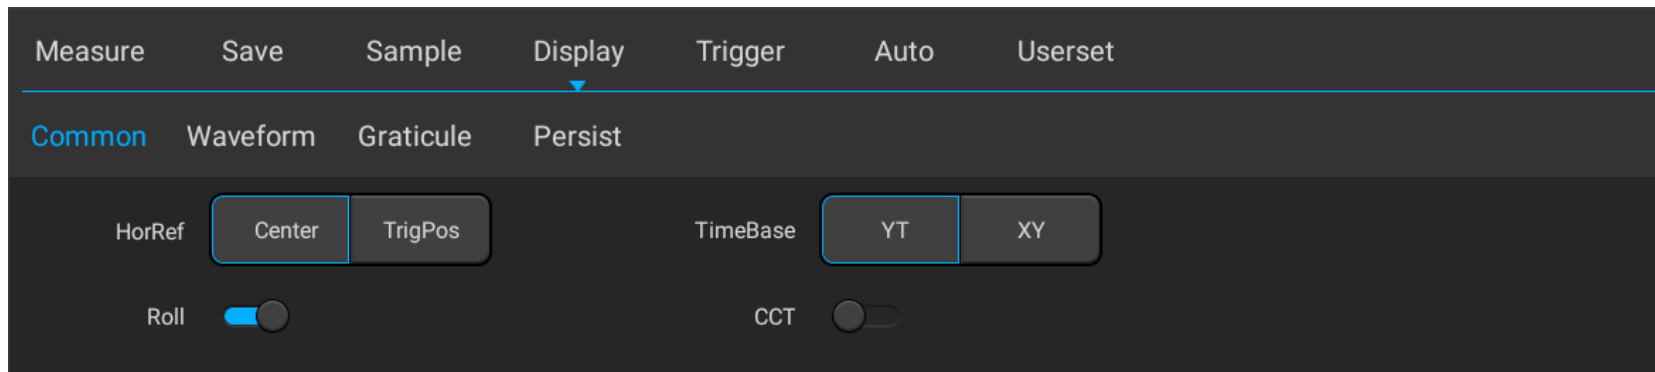 Measure Save Sample Display Trigger Auto Userset
Common Waveform Graticule Persist
HorRef Center TrigPos TimeBase YT XY
Roll CCT